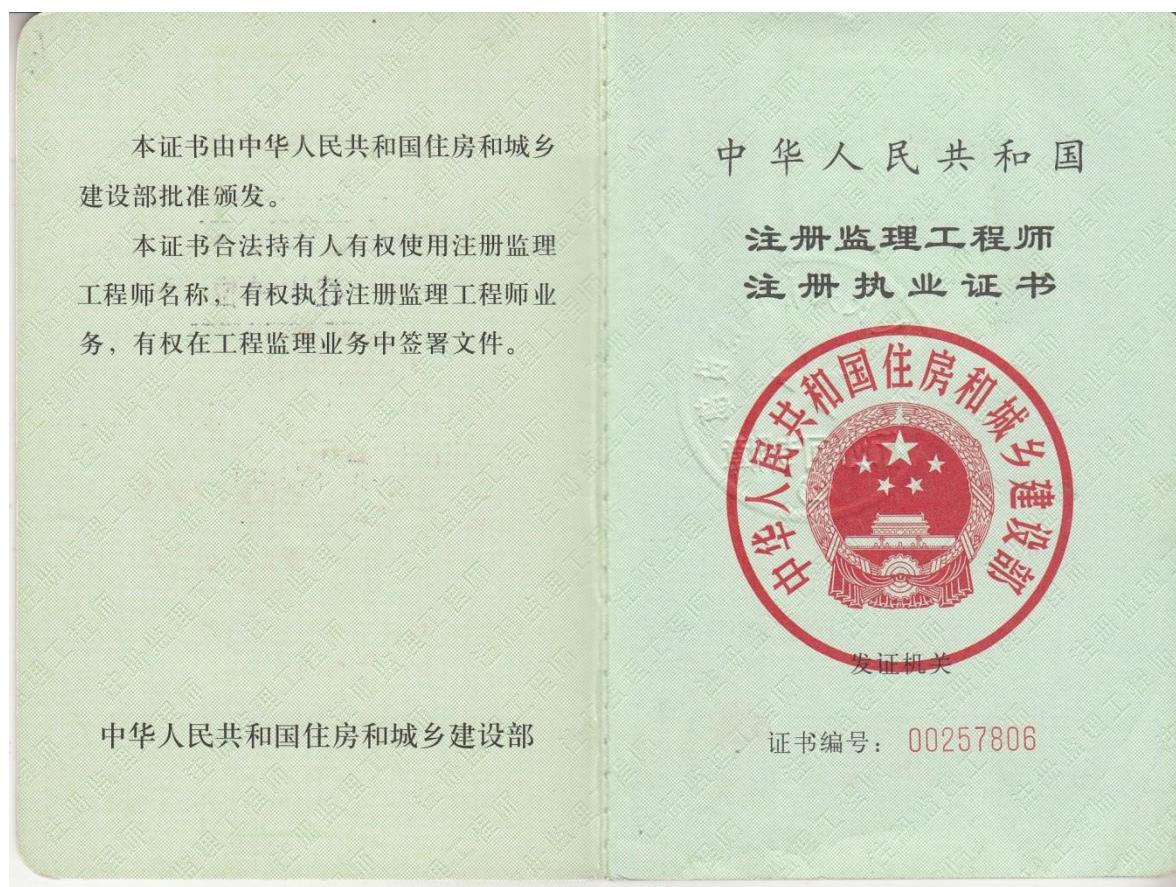 本证书由中华人民共和国住房和城乡
建设部批准颁发。
本证书合法持有人有权使用注册监理
工程师名称，有权执行注册监理工程师业
务，有权在工程监理业务中签署文件。
中华人民共和国住房和城乡建设部
中华人民共和国
注册监理工程师
注册执业证书
中华人民共和国住房和城乡建设部
发证机关
证书编号： 00257806